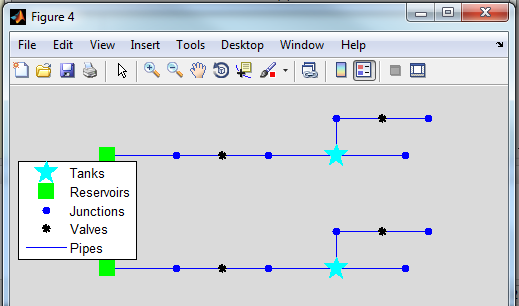 Figure 4
File Edit View Insert Tools Desktop Window Help
Tanks
Reservoirs
Junctions
Valves
Pipes